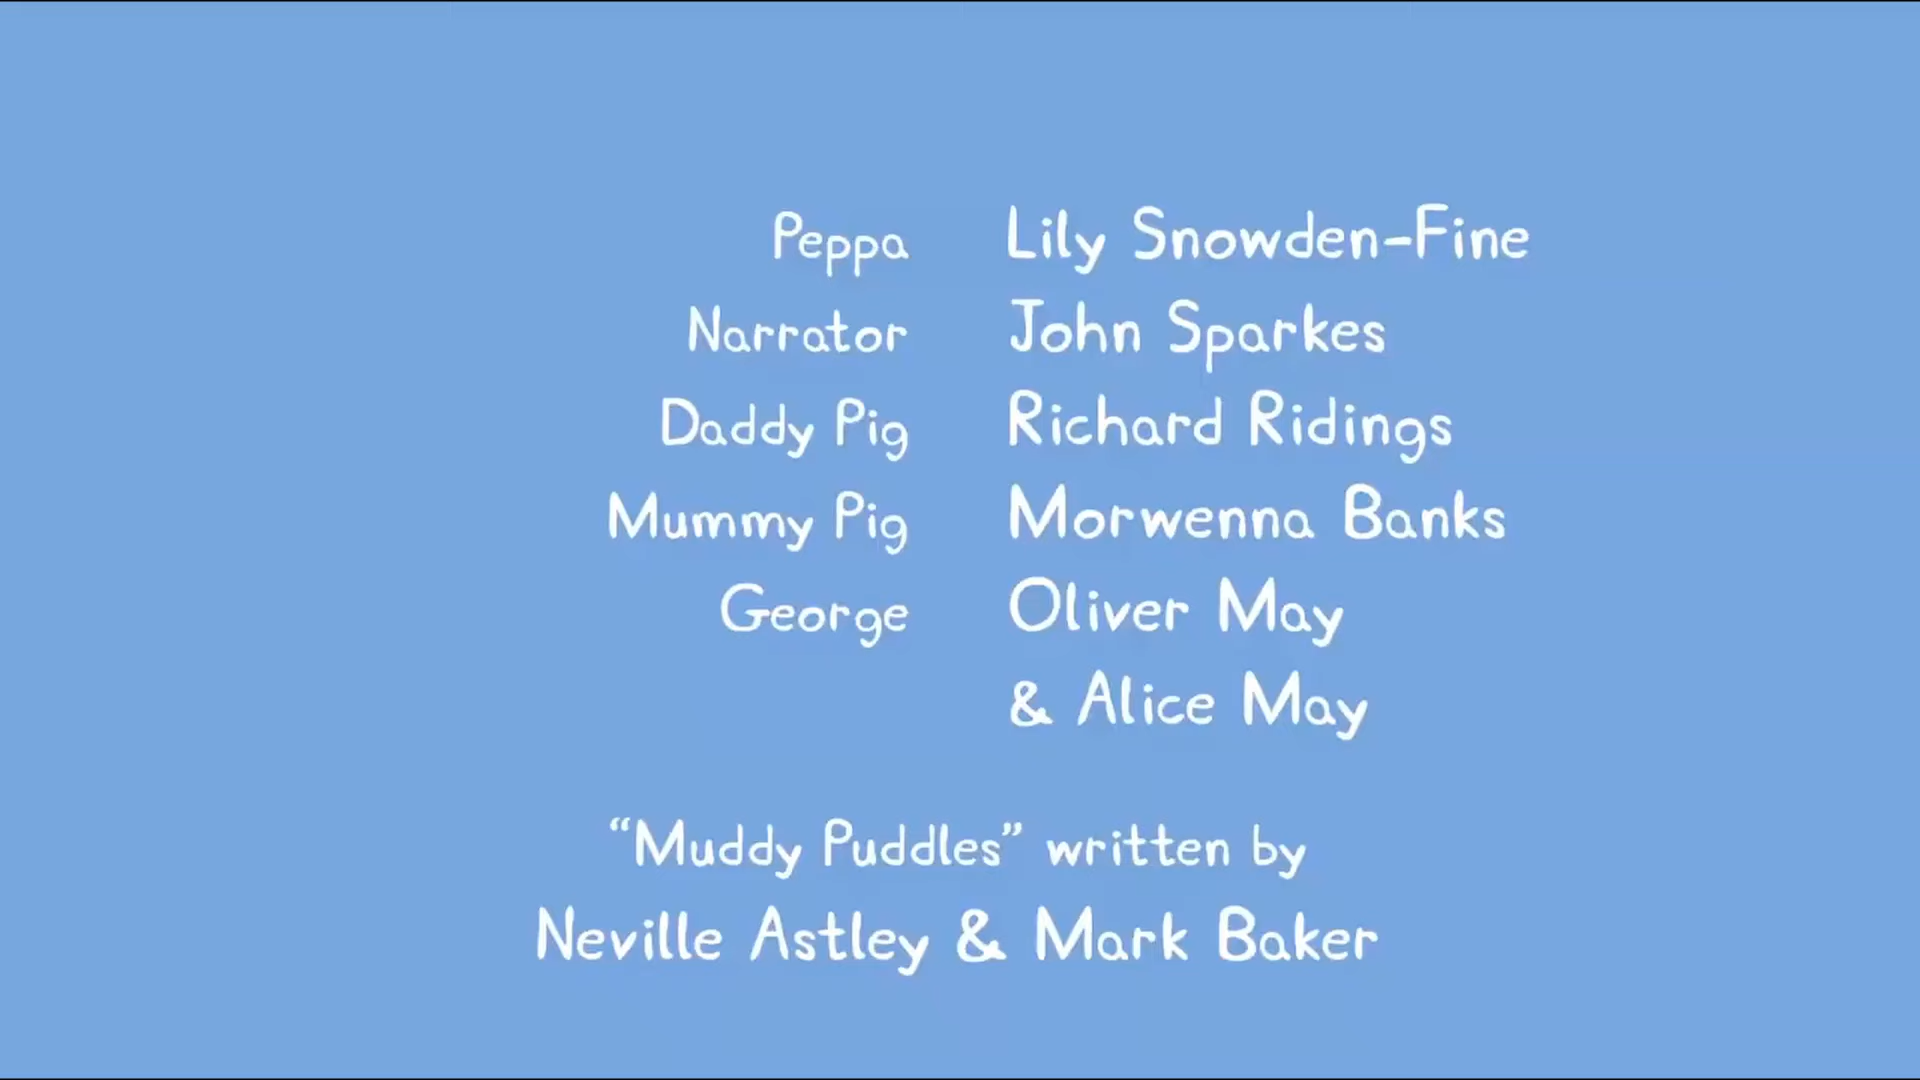 Peppa Lily Snowden-Fine
Narrator John Sparkes
Daddy Pig Richard Ridings
Mummy Pig Morwenna Banks
George Oliver May
& Alice May
“Muddy Puddles” written by
Neville Astley & Mark Baker